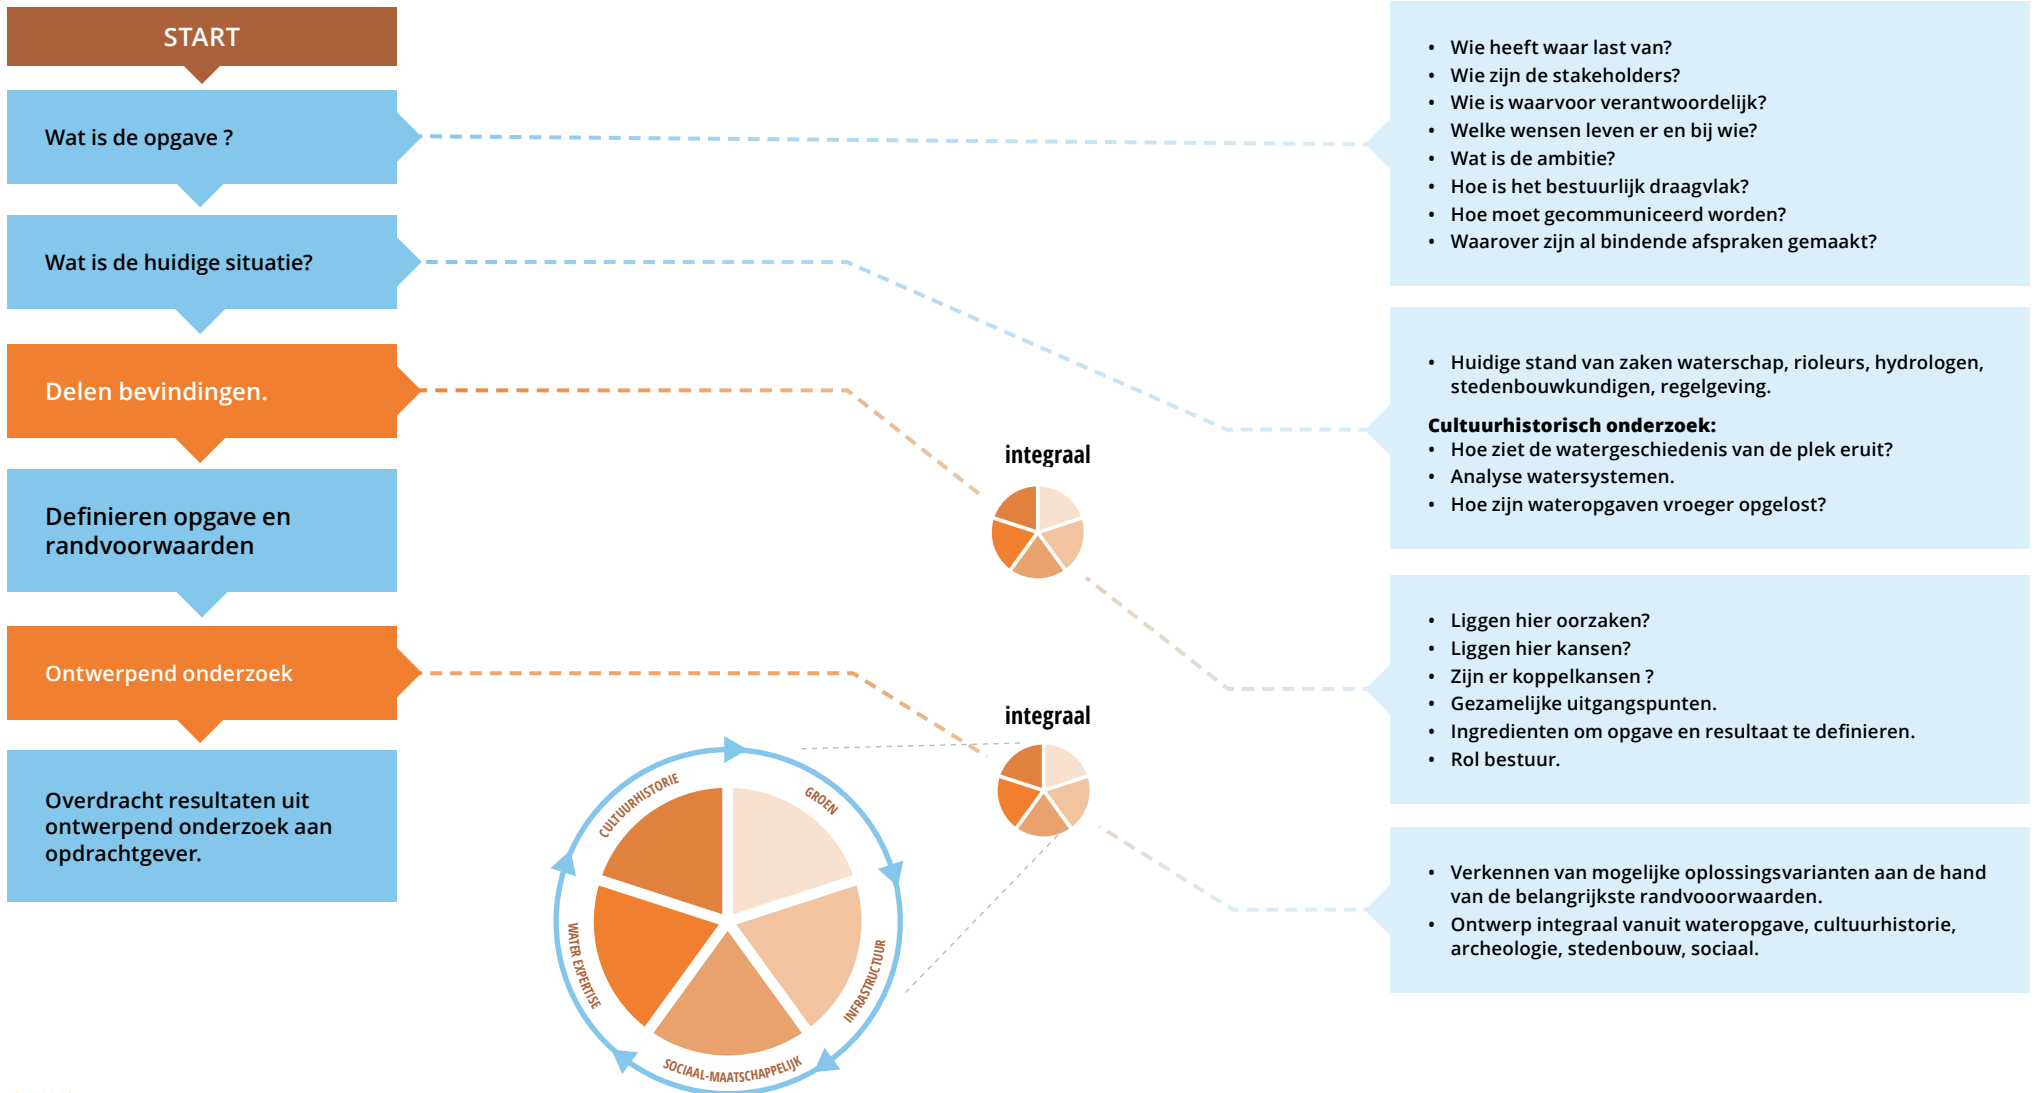 START
Wat is de opgave ?
Wat is de huidige situatie?
Delen bevindingen.
Definieren opgave en
randvoorwaarden
Ontwerpend onderzoek
Overdracht resultaten uit
ontwerpend onderzoek aan
opdrachtgever.
integraal
integraal
CULTUURHISTORIE
GROEN
INFRASTRUCTUUR
SOCIAAL-MAATSCHAPPELIJK
WATER EXPERTISE
• Wie heeft waar last van?
• Wie zijn de stakeholders?
• Wie is waarvoor verantwoordelijk?
• Welke wensen leven er en bij wie?
• Wat is de ambitie?
• Hoe is het bestuurlijk draagvlak?
• Hoe moet gecommuniceerd worden?
• Waarover zijn al bindende afspraken gemaakt?
• Huidige stand van zaken waterschap, rioleurs, hydrologen,
stedenbouwkundigen, regelgeving.
Cultuurhistorisch onderzoek:
• Hoe ziet de watergeschiedenis van de plek eruit?
• Analyse watersystemen.
• Hoe zijn wateropgaven vroeger opgelost?
• Liggen hier oorzaken?
• Liggen hier kansen?
• Zijn er koppelkansen ?
• Gezamelijke uitgangspunten.
• Ingredienten om opgave en resultaat te definieren.
• Rol bestuur.
• Verkennen van mogelijke oplossingsvarianten aan de hand
van de belangrijkste randvooorwaarden.
• Ontwerp integraal vanuit wateropgave, cultuurhistorie,
archeologie, stedenbouw, sociaal.